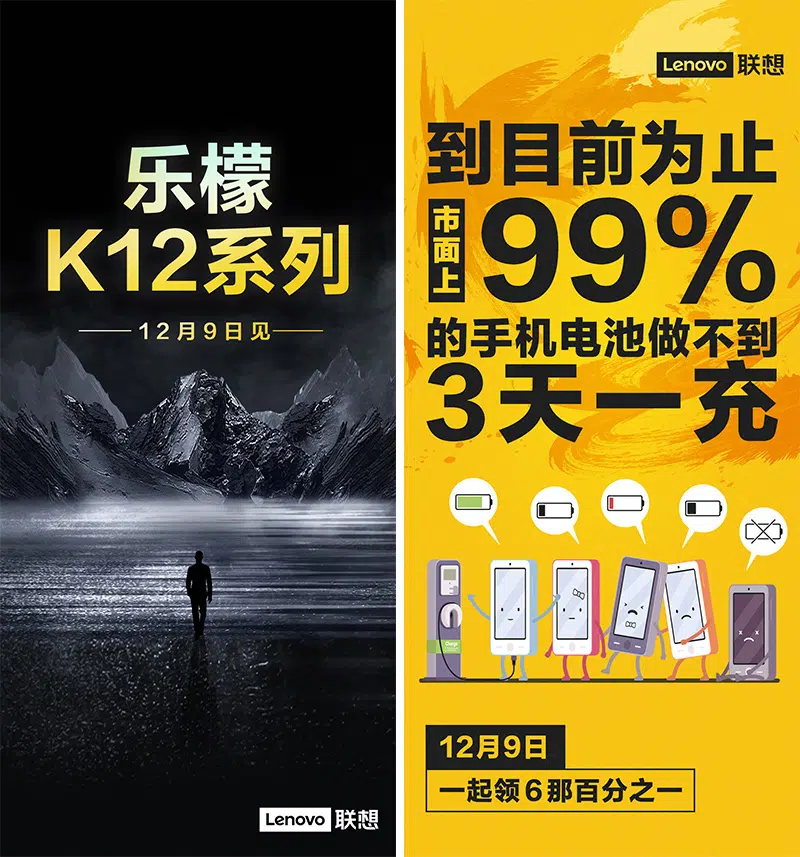 乐檬
K12系列
12月9日见
Lenovo 联想
Lenovo 联想
到目前为止
市面上 99%
的手机电池做不到
3天一充
12月9日
一起领6那百分之一